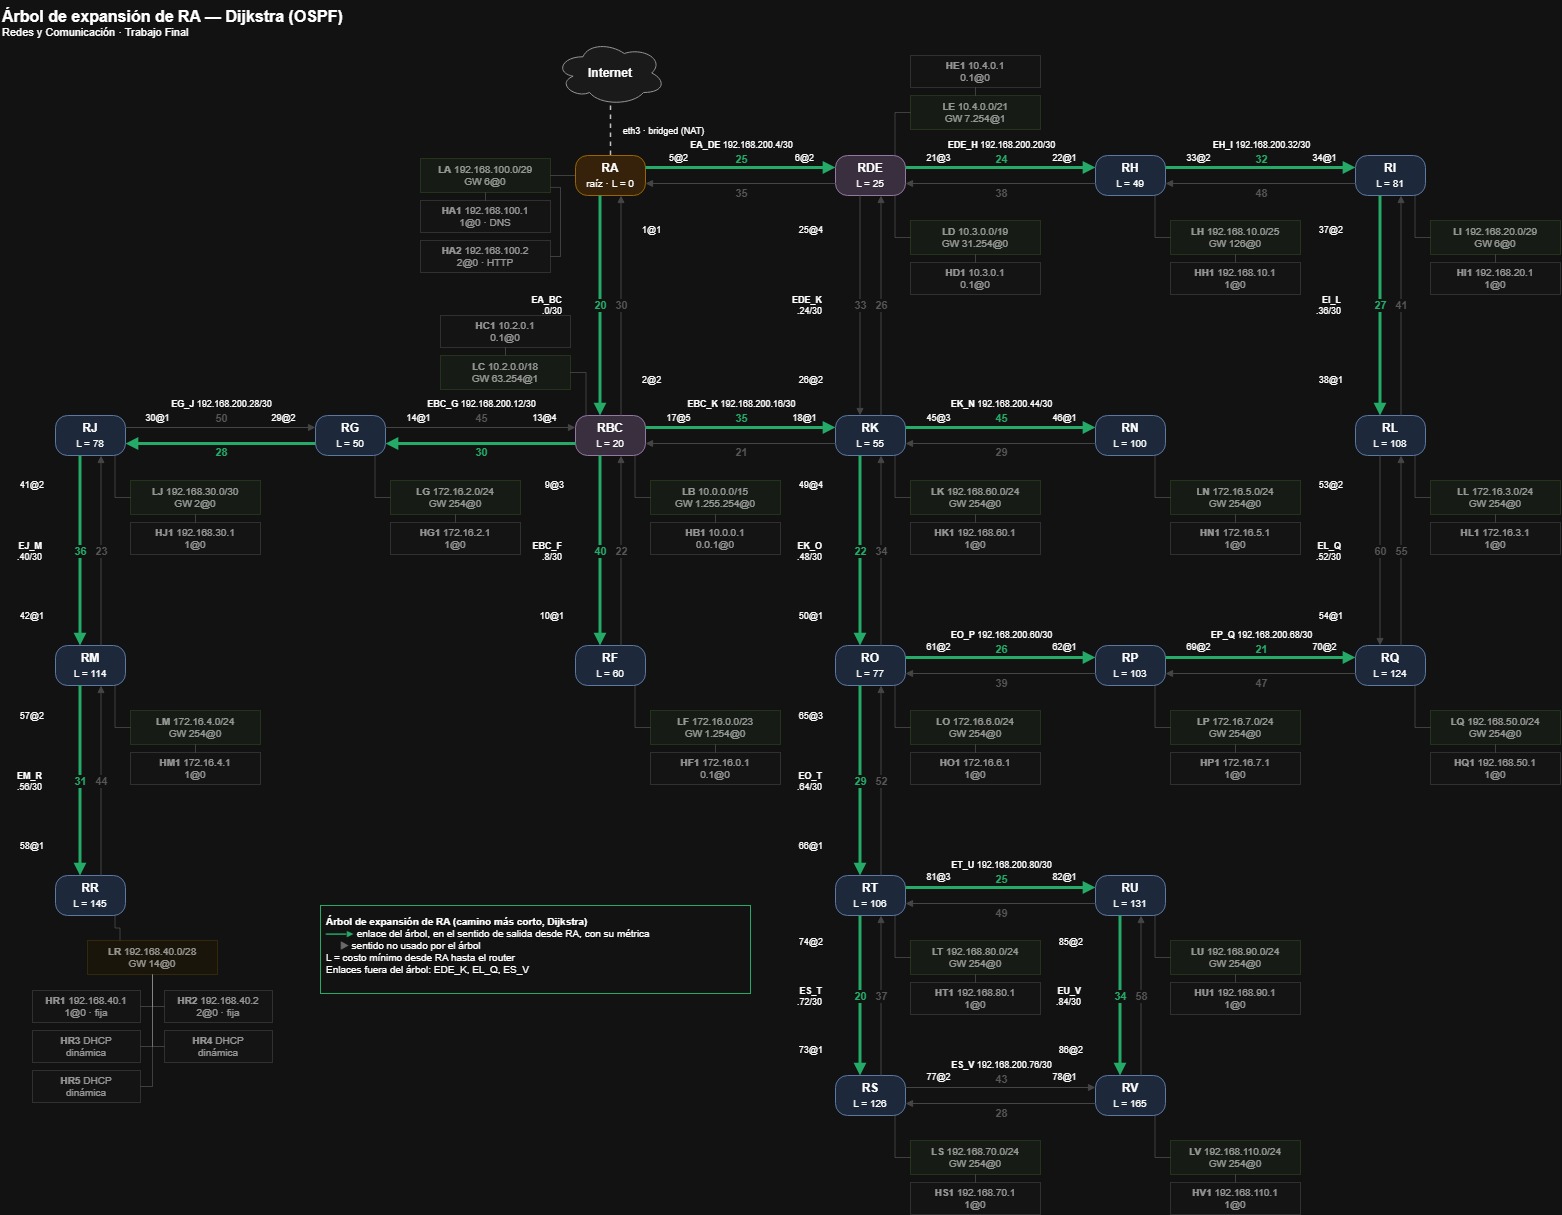 Árbol de expansión de RA — Dijkstra (OSPF)
Redes y Comunicación · Trabajo Final
Internet
eth3 · bridged (NAT)
HE1 10.4.0.1
0.1@0
LE 10.4.0.0/21
GW 7.254@1
EA_DE 192.168.200.4/30
5@2
25
6@2
35
EDE_H 192.168.200.20/30
21@3
24
22@1
38
EH_I 192.168.200.32/30
33@2
32
34@1
48
RA
raíz · L = 0
RDE
L = 25
RH
L = 49
RI
L = 81
LA 192.168.100.0/29
GW 6@0
HA1 192.168.100.1
1@0 · DNS
HA2 192.168.100.2
2@0 · HTTP
1@1
25@4
37@2
LD 10.3.0.0/19
GW 31.254@0
HD1 10.3.0.1
0.1@0
LH 192.168.10.0/25
GW 126@0
HH1 192.168.10.1
1@0
LI 192.168.20.0/29
GW 6@0
HI1 192.168.20.1
1@0
EA_BC
.0/30
20
30
EDE_K
.24/30
33
26
EI_L
.36/30
27
41
HC1 10.2.0.1
0.1@0
LC 10.2.0.0/18
GW 63.254@1
2@2
26@2
38@1
EG_J 192.168.200.28/30
30@1
50
29@2
28
EBC_G 192.168.200.12/30
14@1
45
13@4
30
EBC_K 192.168.200.16/30
17@5
35
18@1
21
EK_N 192.168.200.44/30
45@3
45
46@1
29
RJ
L = 78
RG
L = 50
RBC
L = 20
RK
L = 55
RN
L = 100
RL
L = 108
41@2
9@3
49@4
53@2
LJ 192.168.30.0/30
GW 2@0
HJ1 192.168.30.1
1@0
LG 172.16.2.0/24
GW 254@0
HG1 172.16.2.1
1@0
LB 10.0.0.0/15
GW 1.255.254@0
HB1 10.0.0.1
0.0.1@0
LK 192.168.60.0/24
GW 254@0
HK1 192.168.60.1
1@0
LN 172.16.5.0/24
GW 254@0
HN1 172.16.5.1
1@0
LL 172.16.3.0/24
GW 254@0
HL1 172.16.3.1
1@0
EJ_M
.40/30
36
23
EBC_F
.8/30
40
22
EK_O
.48/30
22
34
EL_Q
.52/30
60
55
42@1
10@1
50@1
54@1
EO_P 192.168.200.60/30
61@2
26
62@1
39
EP_Q 192.168.200.68/30
69@2
21
70@2
47
RM
L = 114
RF
L = 60
RO
L = 77
RP
L = 103
RQ
L = 124
57@2
65@3
LM 172.16.4.0/24
GW 254@0
HM1 172.16.4.1
1@0
LF 172.16.0.0/23
GW 1.254@0
HF1 172.16.0.1
0.1@0
LO 172.16.6.0/24
GW 254@0
HO1 172.16.6.1
1@0
LP 172.16.7.0/24
GW 254@0
HP1 172.16.7.1
1@0
LQ 192.168.50.0/24
GW 254@0
HQ1 192.168.50.1
1@0
EM_R
.56/30
31
44
EO_T
.64/30
29
52
58@1
66@1
ET_U 192.168.200.80/30
81@3
25
82@1
49
RR
L = 145
RT
L = 106
RU
L = 131
Árbol de expansión de RA (camino más corto, Dijkstra)
enlace del árbol, en el sentido de salida desde RA, con su métrica
sentido no usado por el árbol
L = costo mínimo desde RA hasta el router
Enlaces fuera del árbol: EDE_K, EL_Q, ES_V
74@2
85@2
LR 192.168.40.0/28
GW 14@0
HR1 192.168.40.1
1@0 · fija
HR2 192.168.40.2
2@0 · fija
HR3 DHCP
dinámica
HR4 DHCP
dinámica
HR5 DHCP
dinámica
LT 192.168.80.0/24
GW 254@0
HT1 192.168.80.1
1@0
LU 192.168.90.0/24
GW 254@0
HU1 192.168.90.1
1@0
ES_T
.72/30
20
37
EU_V
.84/30
34
58
73@1
86@2
ES_V 192.168.200.76/30
77@2
43
78@1
28
RS
L = 126
RV
L = 165
LS 192.168.70.0/24
GW 254@0
HS1 192.168.70.1
1@0
LV 192.168.110.0/24
GW 254@0
HV1 192.168.110.1
1@0